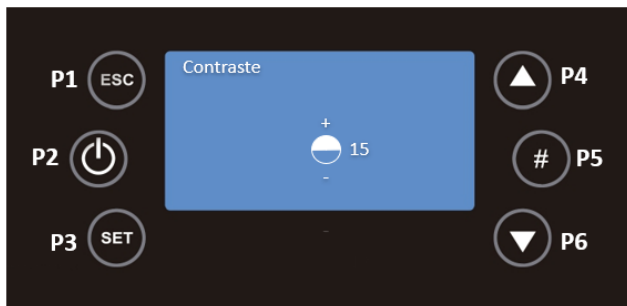 Contraste
P1 ESC
P4
+
P2
15
# P5
-
P3 SET
-
P6